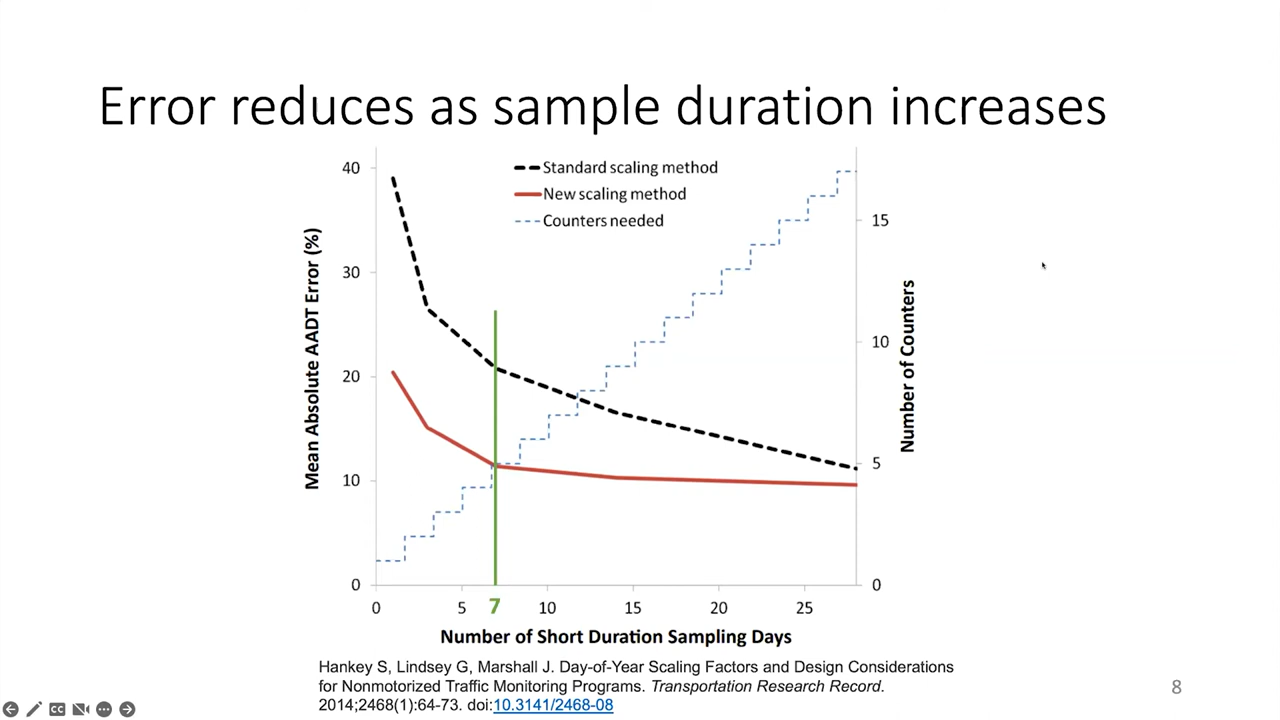 Error reduces as sample duration increases
40
30
20
10
0
Mean Absolute AADT Error (%)
Standard scaling method
New scaling method
Counters needed
15
10
5
0
Number of Counters
0
5
7
10
15
20
25
Number of Short Duration Sampling Days
Hankey S, Lindsey G, Marshall J. Day-of-Year Scaling Factors and Design Considerations
for Nonmotorized Traffic Monitoring Programs. Transportation Research Record.
2014;2468(1):64-73. doi:10.3141/2468-08
8
CC